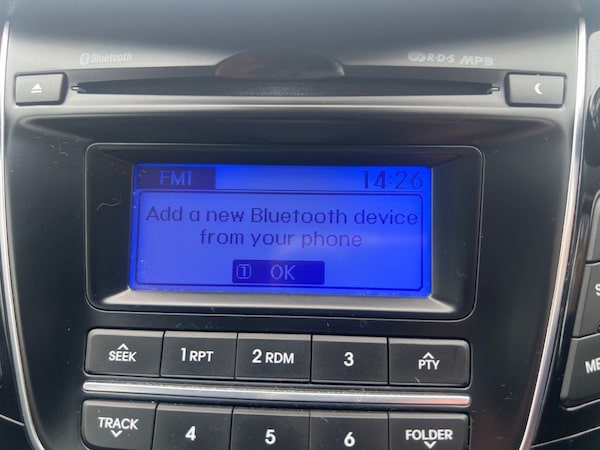 Bluetooth
R·D·S MP3
FM1 14:26
Add a new Bluetooth device
from your phone
1 OK
SEEK 1 RPT 2 RDM 3 PTY
TRACK 4 5 6 FOLDER